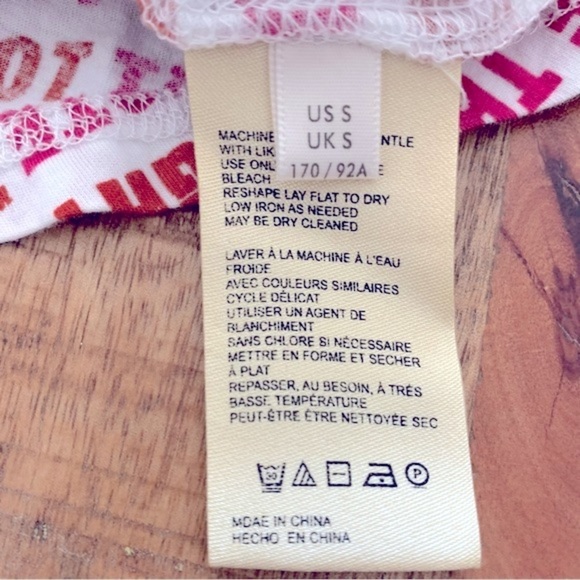 US S
UK S
170/92A
MACHINE NTLE
WITH LIK
USE ONL E
BLEACH
RESHAPE LAY FLAT TO DRY
LOW IRON AS NEEDED
MAY BE DRY CLEANED
LAVER À LA MACHINE À L'EAU
FROIDE
AVEC COULEURS SIMILAIRES
CYCLE DÉLICAT
UTILISER UN AGENT DE
BLANCHIMENT
SANS CHLORE SI NÉCESSAIRE
METTRE EN FORME ET SECHER
À PLAT
REPASSER, AU BESOIN, À TRÈS
BASSE TEMPÉRATURE
PEUT-ÊTRE ÊTRE NETTOYÉE SEC
30
P
MDAE IN CHINA
HECHO EN CHINA